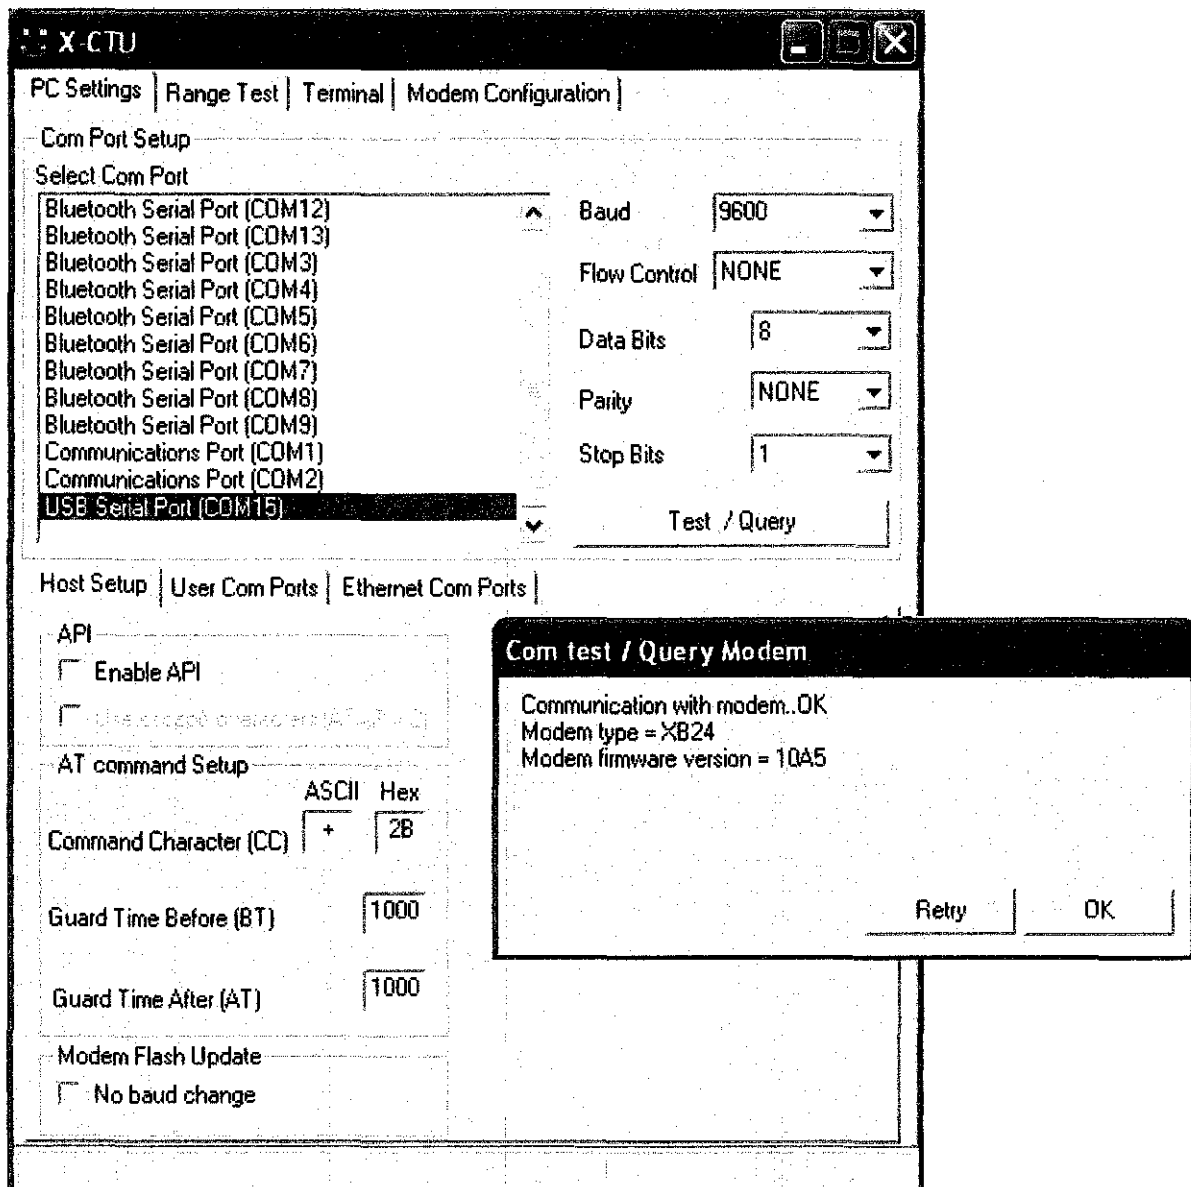 X-CTU
PC Settings Range Test Terminal Modem Configuration
Com Port Setup
Select Com Port
Bluetooth Serial Port (COM12)
Bluetooth Serial Port (COM13)
Bluetooth Serial Port (COM3)
Bluetooth Serial Port (COM4)
Bluetooth Serial Port (COM5)
Bluetooth Serial Port (COM6)
Bluetooth Serial Port (COM7)
Bluetooth Serial Port (COM8)
Bluetooth Serial Port (COM9)
Communications Port (COM1)
Communications Port (COM2)
USB Serial Port (COM15)
Baud 9600
Flow Control NONE
Data Bits 8
Parity NONE
Stop Bits 1
Test / Query
Host Setup User Com Ports Ethernet Com Ports
API
Enable API
AT command Setup
ASCII Hex
Command Character (CC) + 2B
Guard Time Before (BT) 1000
Guard Time After (AT) 1000
Modem Flash Update
No baud change
Com test / Query Modem
Communication with modem..OK
Modem type = XB24
Modem firmware version = 10A5
Retry OK